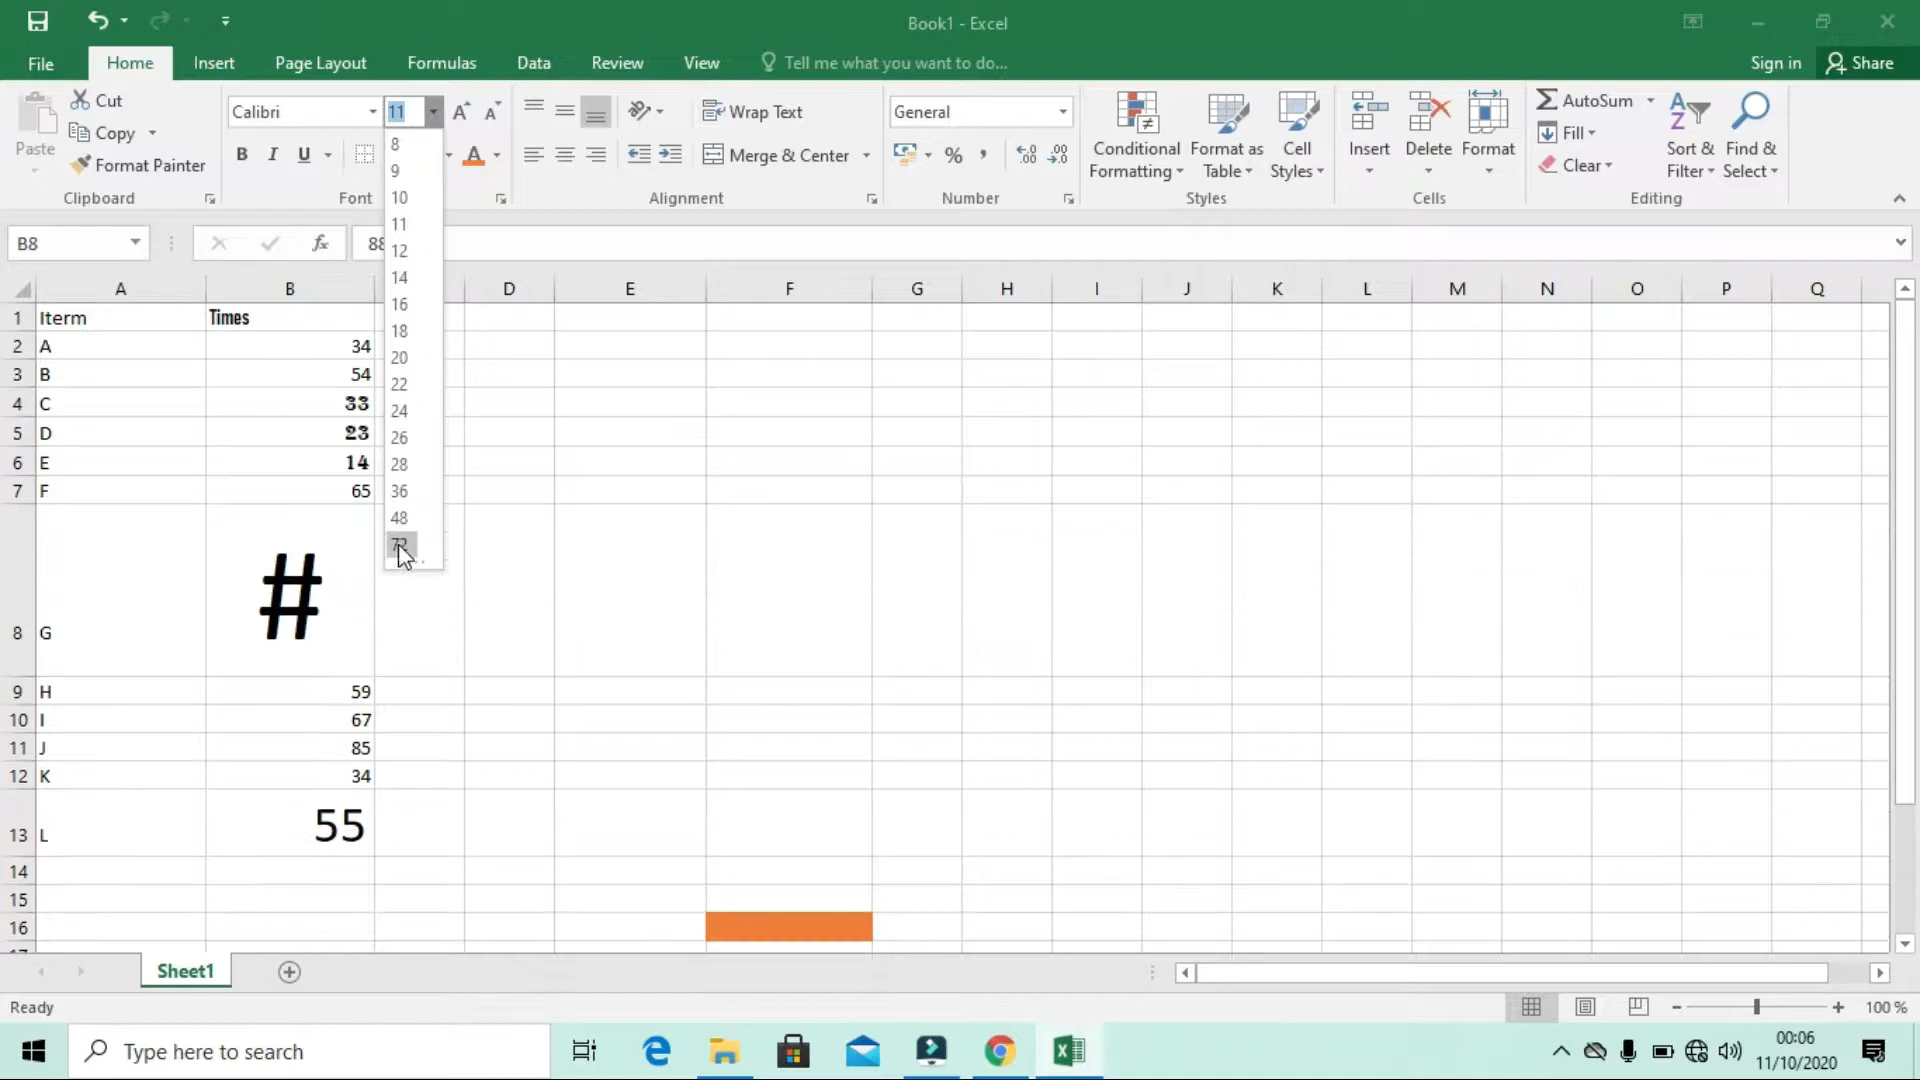 Book1 - Excel
File Home Insert Page Layout Formulas Data Review View Tell me what you want to do... Sign in Share
Cut
Copy
Format Painter
Paste
Clipboard
Calibri 11
B I U A
Font
Wrap Text
Merge & Center
Alignment
General
% ,
Number
Conditional Formatting
Format as Table
Cell Styles
Styles
Insert Delete Format
Cells
AutoSum
Fill
Clear
Sort & Filter
Find & Select
Editing
8
9
10
11
12
14
16
18
20
22
24
26
28
36
48
72
B8 fx 88
A B D E F G H I J K L M N O P Q
1 Iterm Times
2 A 34
3 B 54
4 C 33
5 D 23
6 E 14
7 F 65
8 G #
9 H 59
10 I 67
11 J 85
12 K 34
13 L 55
14
15
16
Sheet1
Ready
100 %
Type here to search
00:06
11/10/2020